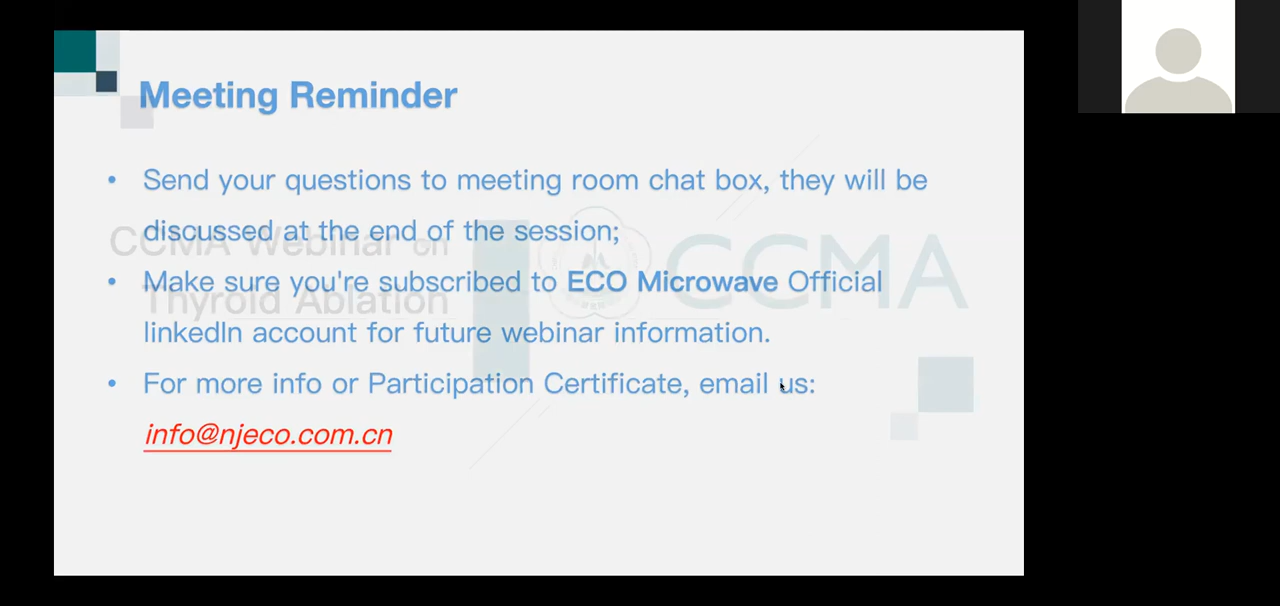 Meeting Reminder
• Send your questions to meeting room chat box, they will be
discussed at the end of the session;
CCMA Webinar on
CCMA
• Make sure you're subscribed to ECO Microwave Official
Thyroid Ablation
linkedIn account for future webinar information.
• For more info or Participation Certificate, email us:
info@njeco.com.cn